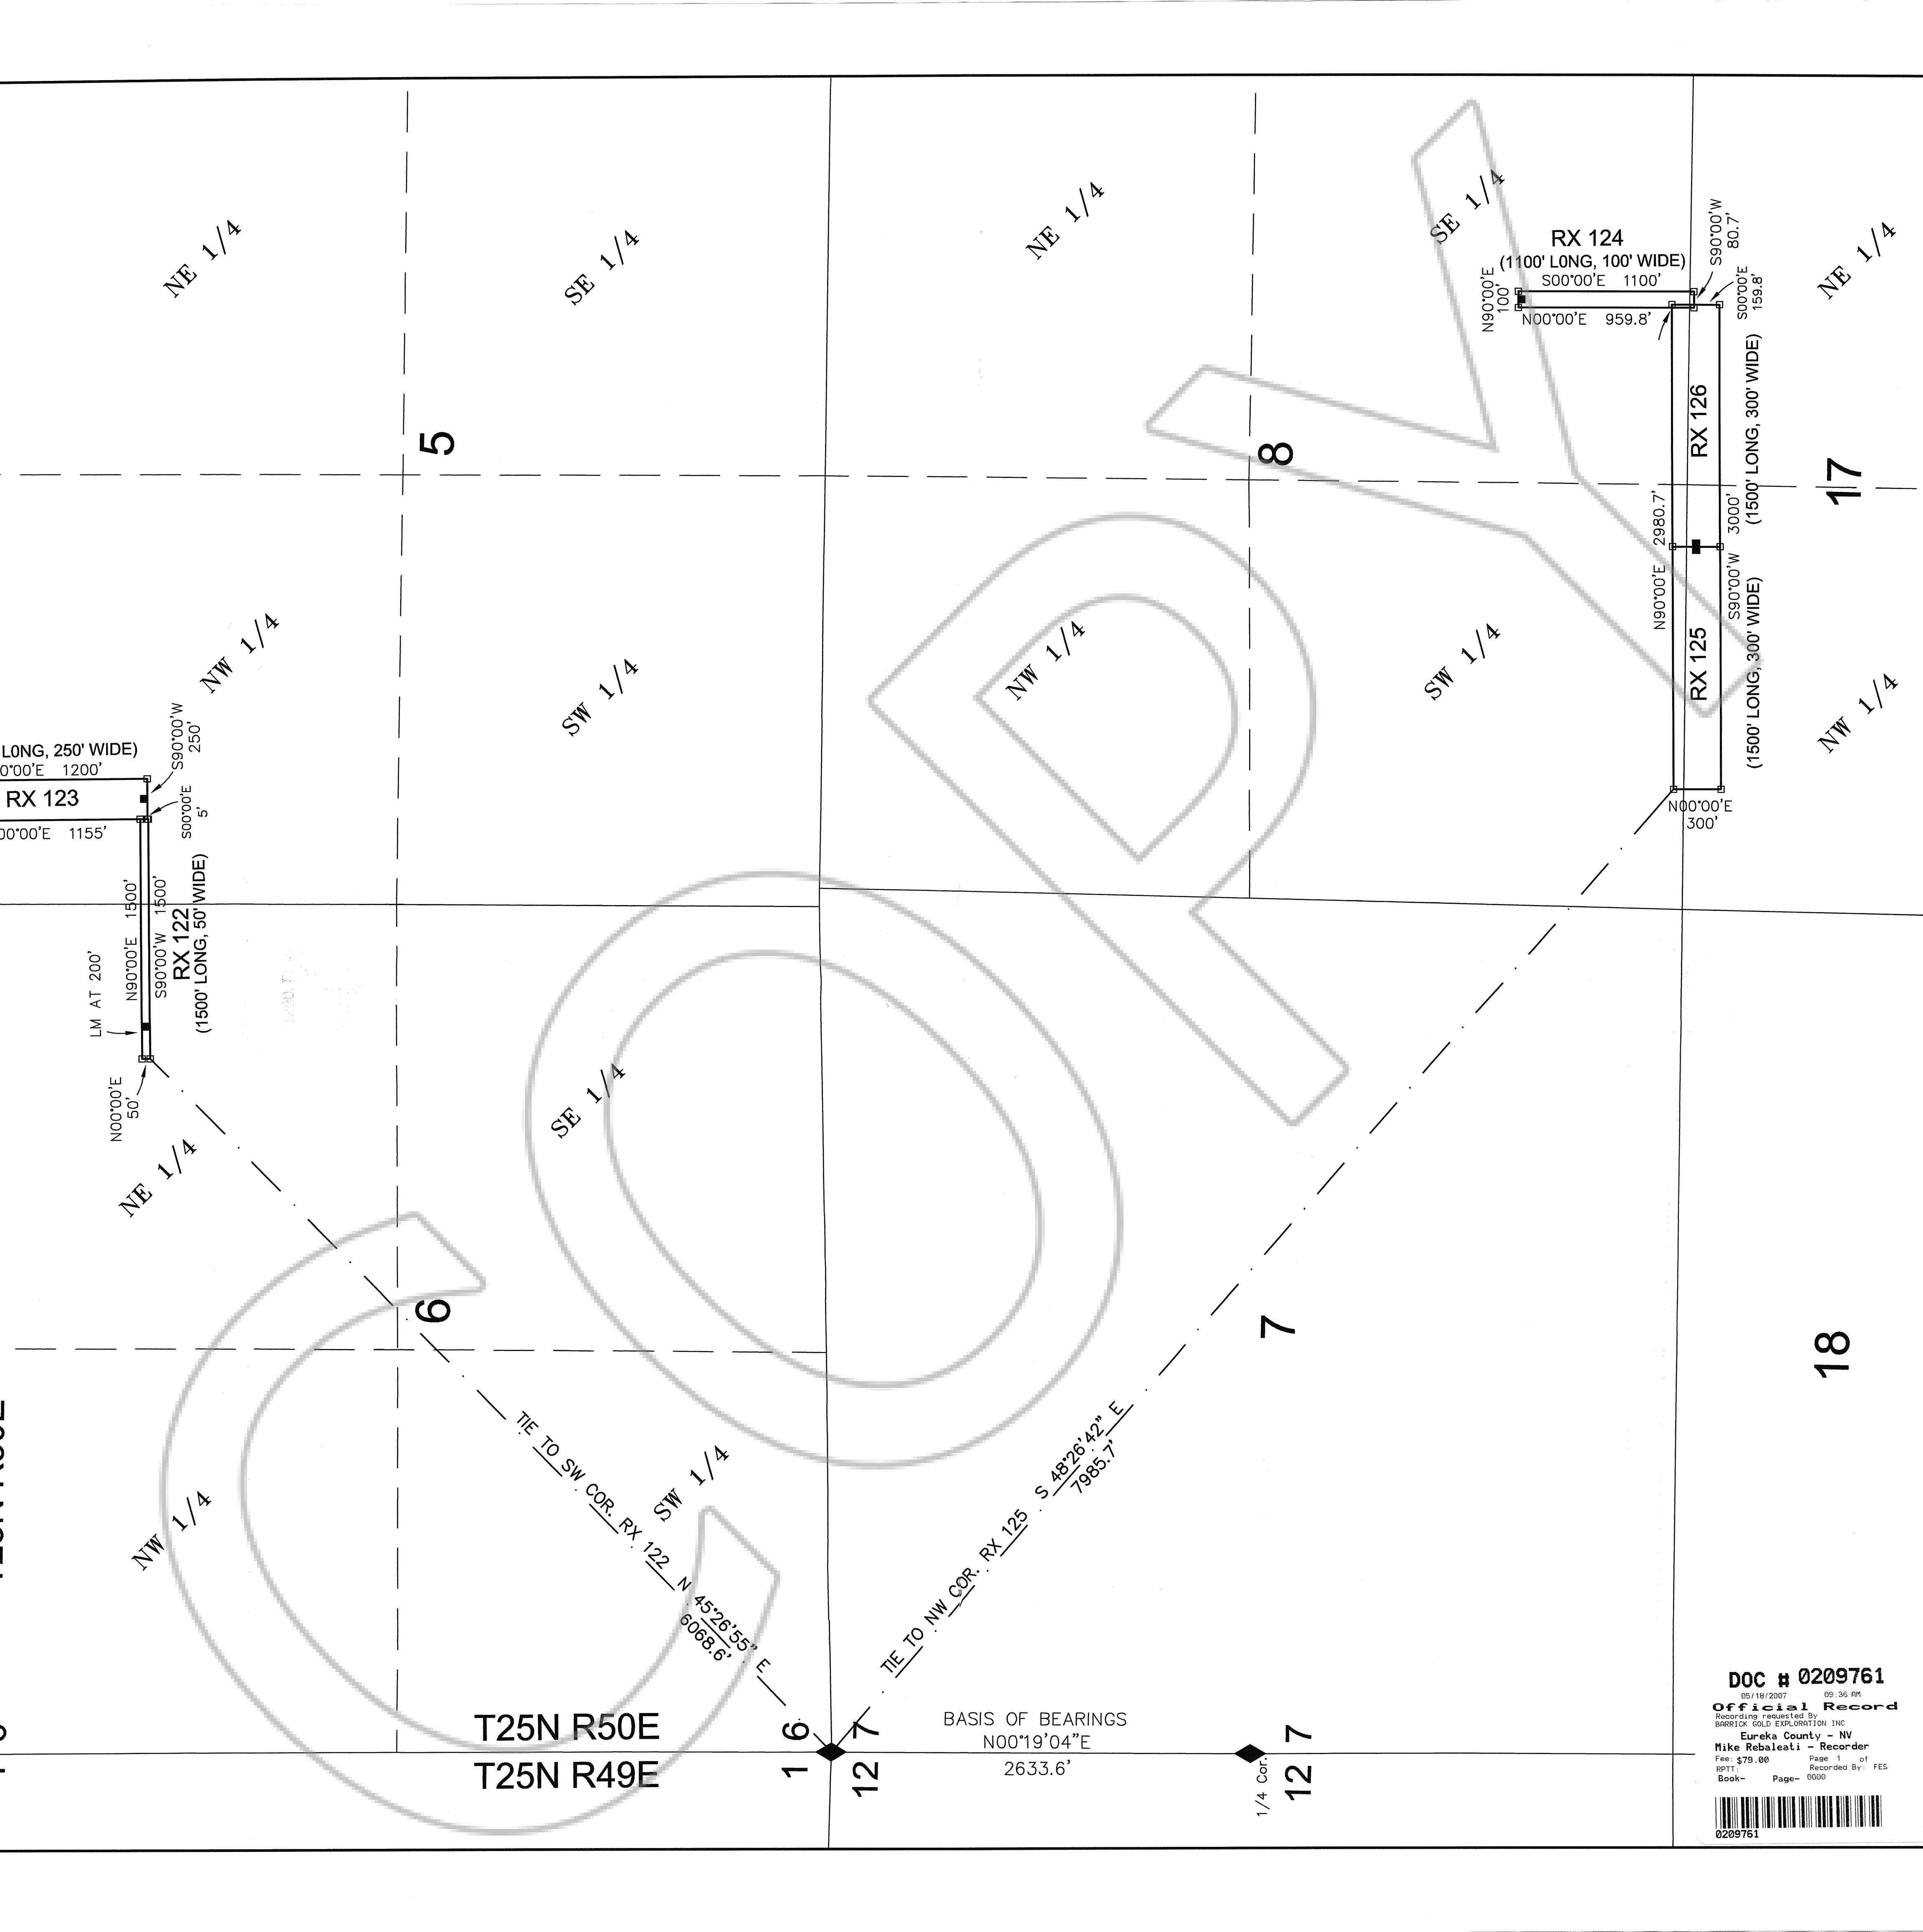 NE 1/4
SE 1/4
NE 1/4
SE 1/4
NE 1/4
RX 124
(1100' LONG, 100' WIDE)
S00°00'E 1100'
N90°00'E
100'
N00°00'E 959.8'
S90°00'W
80.7'
S00°00'E
159.8'
5
8
17
RX 126
(1500' LONG, 300' WIDE)
N90°00'E 2980.7'
S90°00'W 3000'
RX 125
(1500' LONG, 300' WIDE)
N00°00'E
300'
NW 1/4
SW 1/4
NW 1/4
SW 1/4
NW 1/4
LONG, 250' WIDE)
0°00'E 1200'
RX 123
00°00'E 1155'
S90°00'W
250'
S00°00'E
5'
N90°00'E 1500'
S90°00'W 1500'
RX 122
(1500' LONG, 50' WIDE)
LM AT 200'
N00°00'E
50'
NE 1/4
SE 1/4
6
7
18
NW 1/4
SW 1/4
TIE TO SW COR. RX 122 N 45°26'55" E
6068.6'
TIE TO NW COR. RX 125 S 48°26'42" E
7985.7'
T25N R50E
T25N R49E
1 6
12 7
BASIS OF BEARINGS
N00°19'04"E
2633.6'
1/4 Cor.
12 7
COPY
DOC # 0209761
05/18/2007 09:36 AM
Official Record
Recording requested By
BARRICK GOLD EXPLORATION INC
Eureka County - NV
Mike Rebaleati - Recorder
Fee: $79.00 Page 1 of
RPTT: Recorded By: FES
Book- Page- 0000
0209761